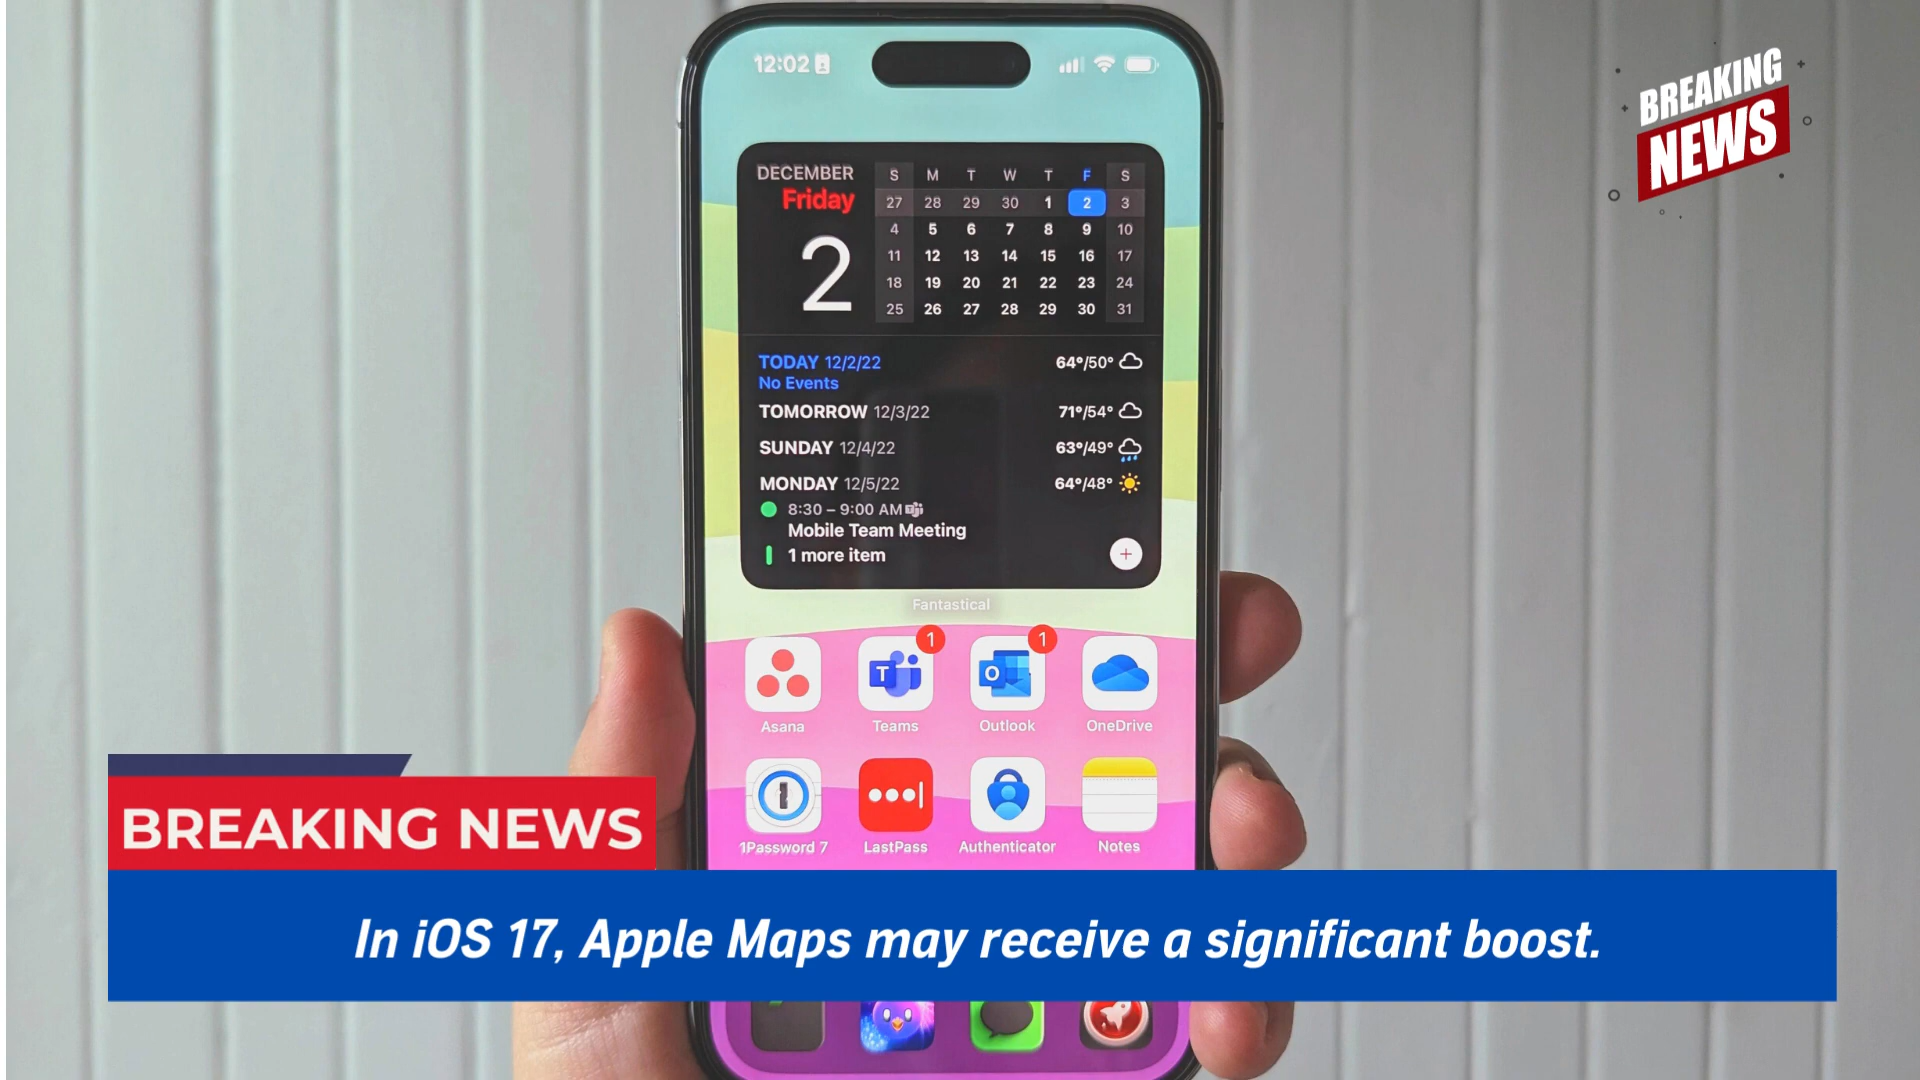 12:02
BREAKING
NEWS
DECEMBER
Friday
2
S M T W T F S
27 28 29 30 1 2 3
4 5 6 7 8 9 10
11 12 13 14 15 16 17
18 19 20 21 22 23 24
25 26 27 28 29 30 31
TODAY 12/2/22 64°/50°
No Events
TOMORROW 12/3/22 71°/54°
SUNDAY 12/4/22 63°/49°
MONDAY 12/5/22 64°/48°
8:30 – 9:00 AM
Mobile Team Meeting
1 more item
Fantastical
1 1
Asana Teams Outlook OneDrive
1Password 7 LastPass Authenticator Notes
BREAKING NEWS
In iOS 17, Apple Maps may receive a significant boost.